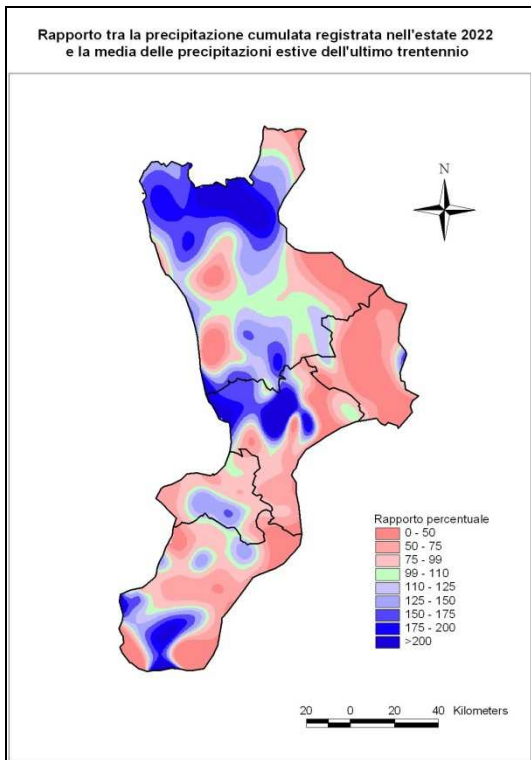 Rapporto tra la precipitazione cumulata registrata nell'estate 2022
e la media delle precipitazioni estive dell'ultimo trentennio
N
Rapporto percentuale
0 - 50
50 - 75
75 - 99
99 - 110
110 - 125
125 - 150
150 - 175
175 - 200
>200
20 0 20 40 Kilometers